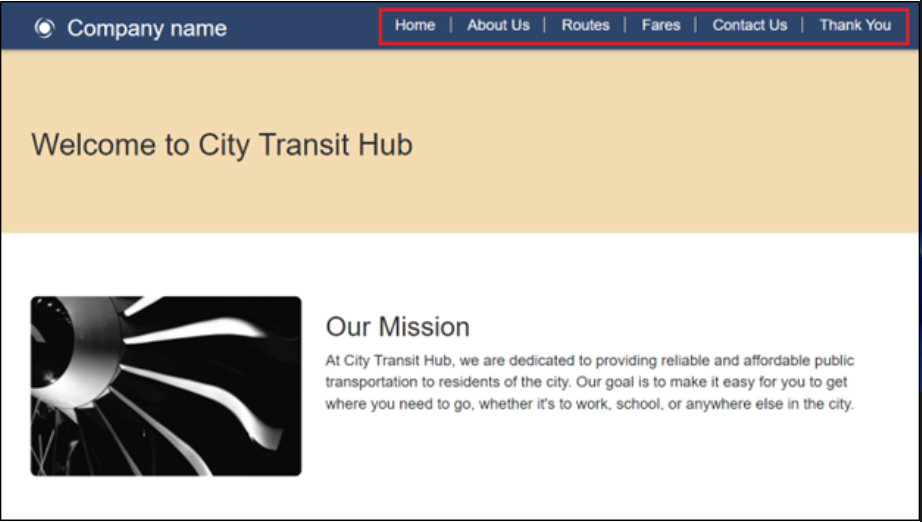 Company name
Home | About Us | Routes | Fares | Contact Us | Thank You
Welcome to City Transit Hub
Our Mission
At City Transit Hub, we are dedicated to providing reliable and affordable public
transportation to residents of the city. Our goal is to make it easy for you to get
where you need to go, whether it's to work, school, or anywhere else in the city.